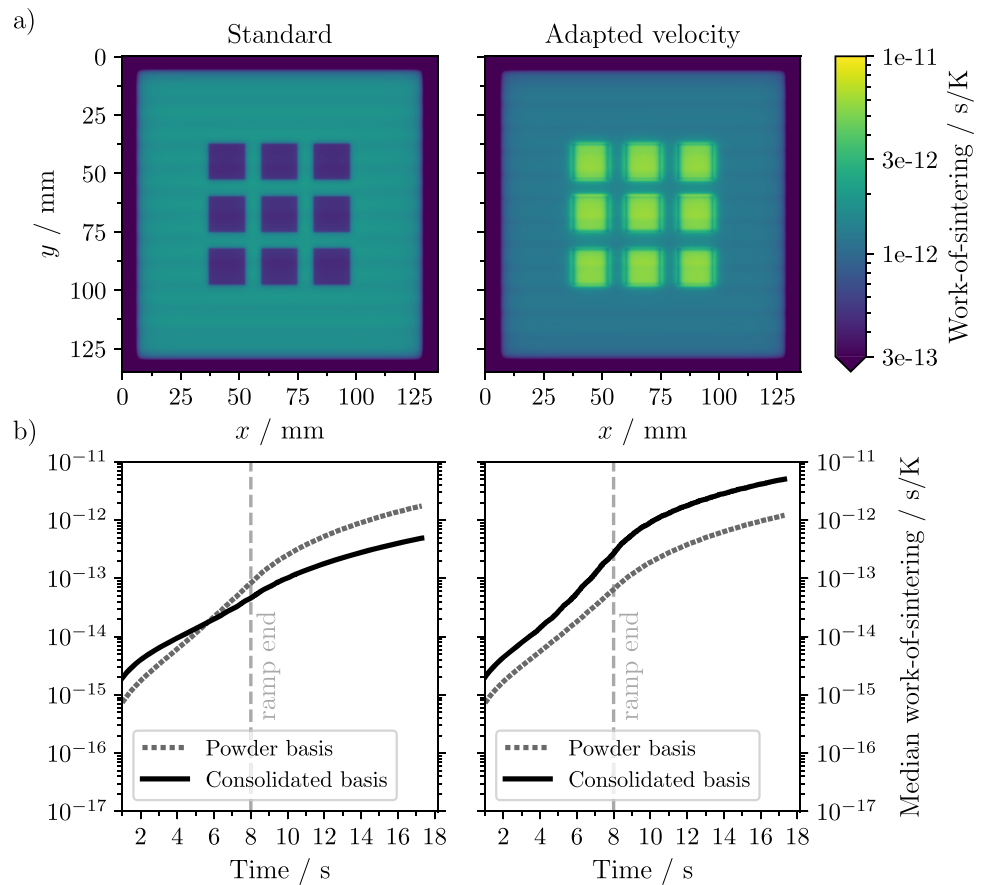 a)
Standard
Adapted velocity
0
25
50
75
100
125
y / mm
0 25 50 75 100 125
x / mm
0 25 50 75 100 125
x / mm
1e-11
3e-12
1e-12
3e-13
Work-of-sintering / s/K
b)
10⁻¹¹
10⁻¹²
10⁻¹³
10⁻¹⁴
10⁻¹⁵
10⁻¹⁶
10⁻¹⁷
ramp end
Powder basis
Consolidated basis
2 4 6 8 10 12 14 16 18
Time / s
ramp end
Powder basis
Consolidated basis
2 4 6 8 10 12 14 16 18
Time / s
10⁻¹¹
10⁻¹²
10⁻¹³
10⁻¹⁴
10⁻¹⁵
10⁻¹⁶
10⁻¹⁷
Median work-of-sintering / s/K